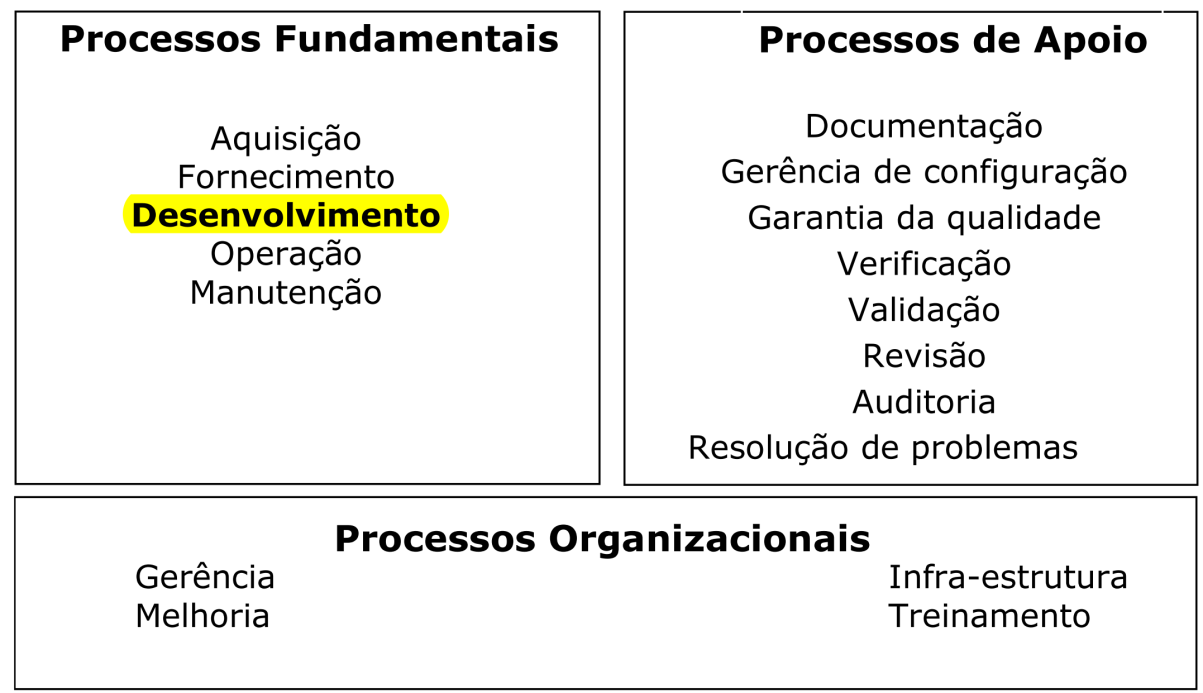 Processos Fundamentais
Aquisição
Fornecimento
Desenvolvimento
Operação
Manutenção
Processos de Apoio
Documentação
Gerência de configuração
Garantia da qualidade
Verificação
Validação
Revisão
Auditoria
Resolução de problemas
Processos Organizacionais
Gerência
Melhoria
Infra-estrutura
Treinamento